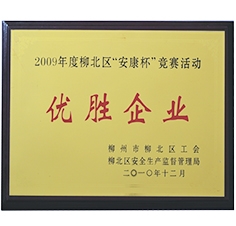 2009年度柳北区“安康杯”竞赛活动
优胜企业
柳州市柳北区工会
柳北区安全生产监督管理局
二〇一〇年十二月